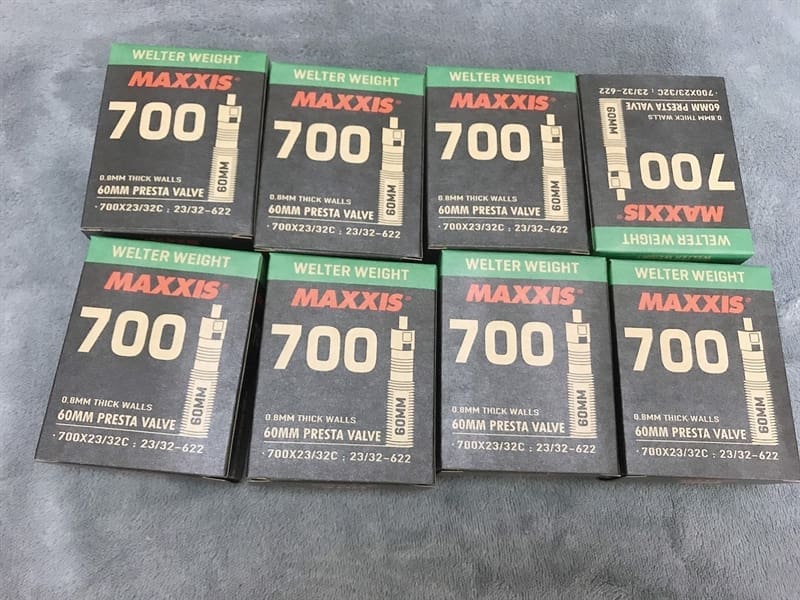 WELTER WEIGHT
MAXXIS®
700
60MM
0.8MM THICK WALLS
60MM PRESTA VALVE
·700X23/32C ; 23/32-622
WELTER WEIGHT
MAXXIS®
700
60MM
0.8MM THICK WALLS
60MM PRESTA VALVE
·700X23/32C ; 23/32-622
WELTER WEIGHT
MAXXIS®
700
60MM
0.8MM THICK WALLS
60MM PRESTA VALVE
·700X23/32C ; 23/32-622
WELTER WEIGHT
MAXXIS®
700
60MM
0.8MM THICK WALLS
60MM PRESTA VALVE
·700X23/32C ; 23/32-622
WELTER WEIGHT
MAXXIS®
700
60MM
0.8MM THICK WALLS
60MM PRESTA VALVE
·700X23/32C ; 23/32-622
WELTER WEIGHT
MAXXIS®
700
60MM
0.8MM THICK WALLS
60MM PRESTA VALVE
·700X23/32C ; 23/32-622
WELTER WEIGHT
MAXXIS®
700
60MM
0.8MM THICK WALLS
60MM PRESTA VALVE
·700X23/32C ; 23/32-622
WELTER WEIGHT
MAXXIS®
700
60MM
0.8MM THICK WALLS
60MM PRESTA VALVE
·700X23/32C ; 23/32-622